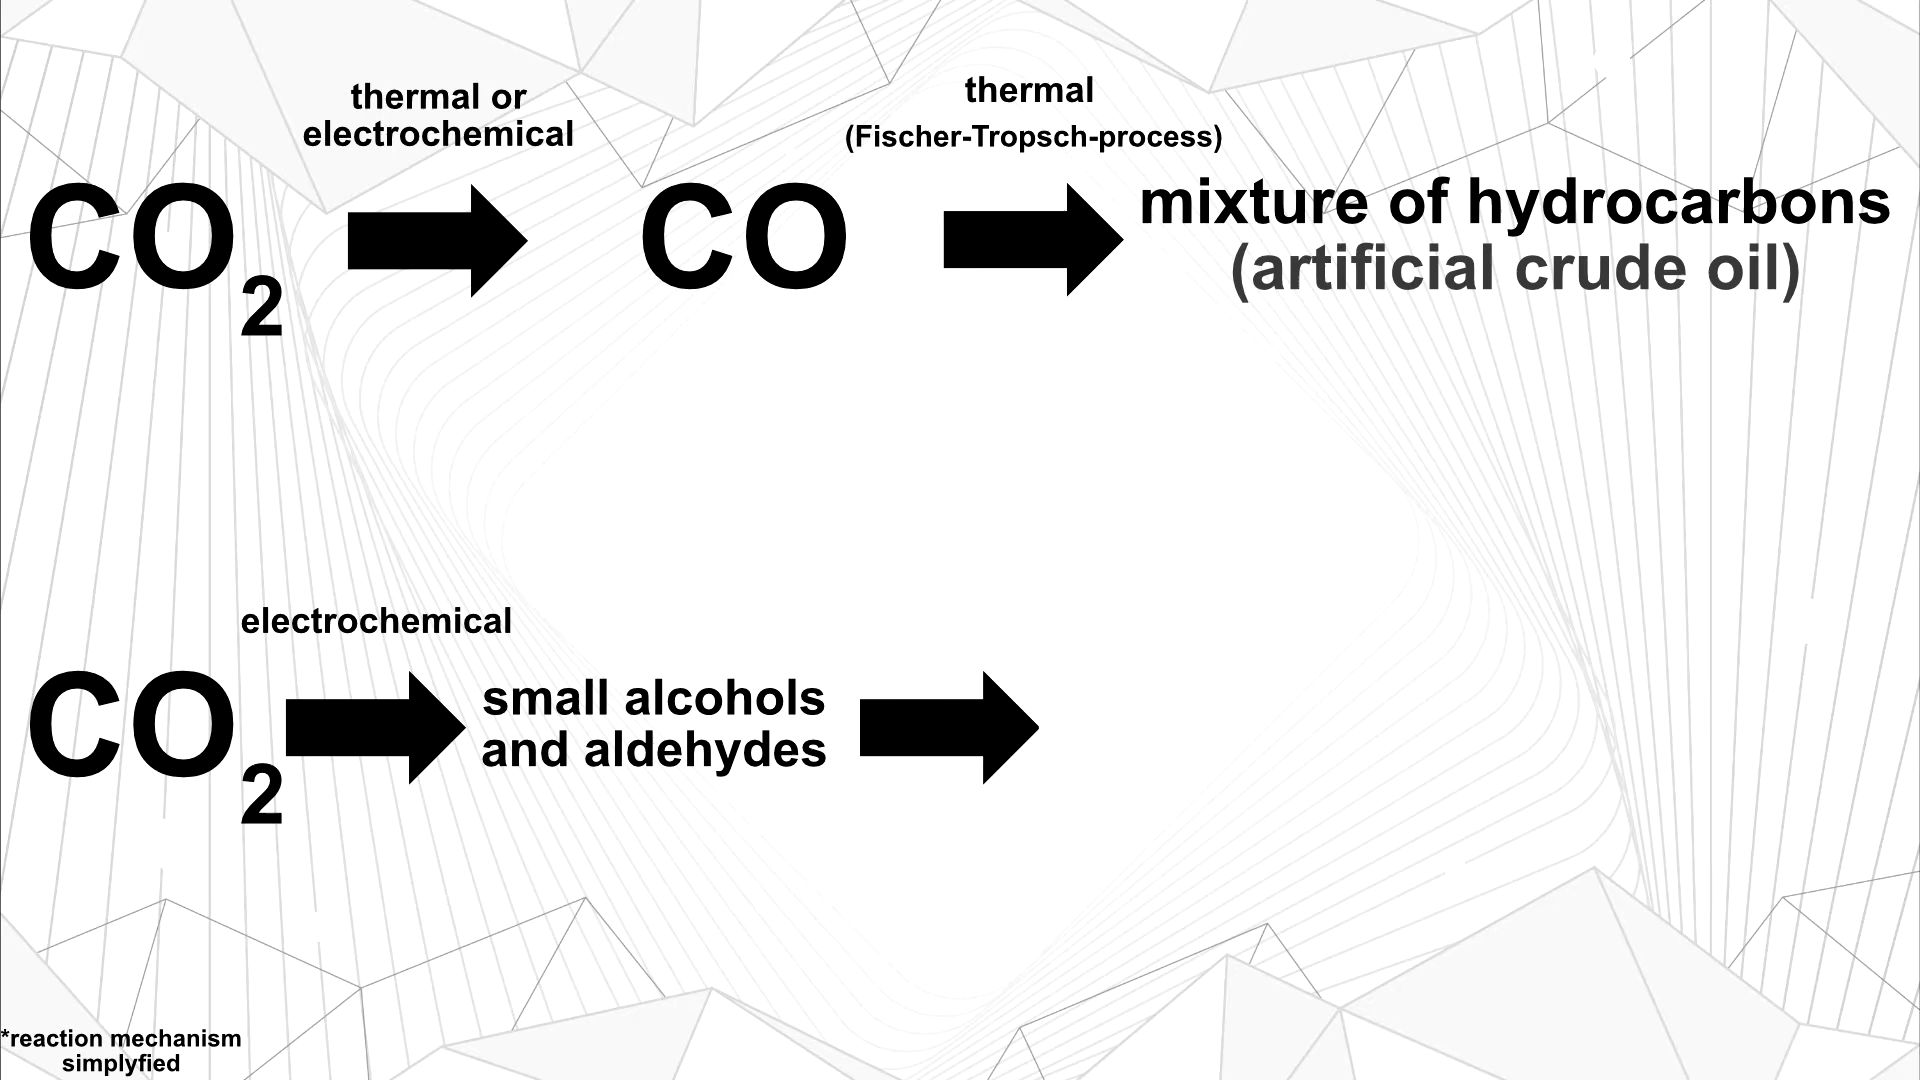 thermal or
electrochemical
thermal
(Fischer-Tropsch-process)
CO2
CO
mixture of hydrocarbons
(artificial crude oil)
electrochemical
CO2
small alcohols
and aldehydes
*reaction mechanism
simplyfied